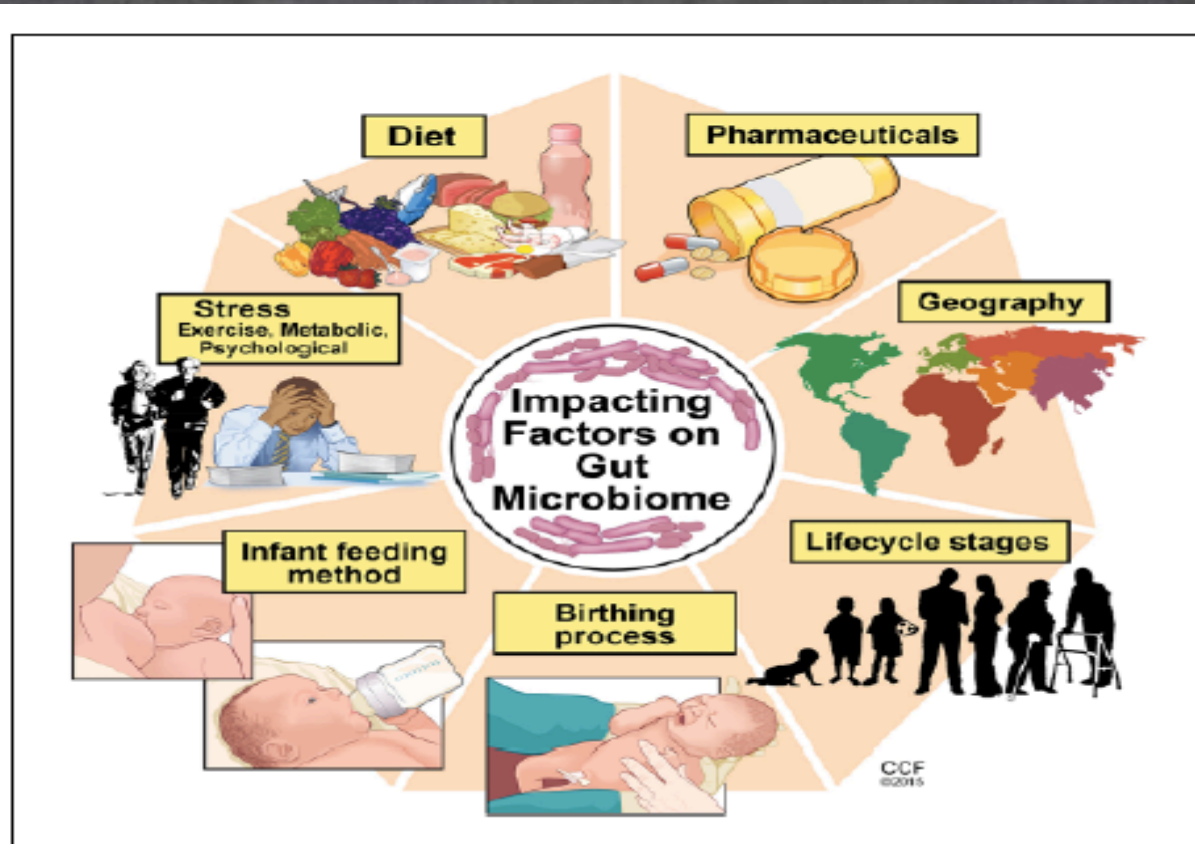 Diet
Pharmaceuticals
Geography
Lifecycle stages
Birthing
process
Infant feeding
method
Stress
Exercise, Metabolic,
Psychological
Impacting
Factors on
Gut
Microbiome
CCF
©2015